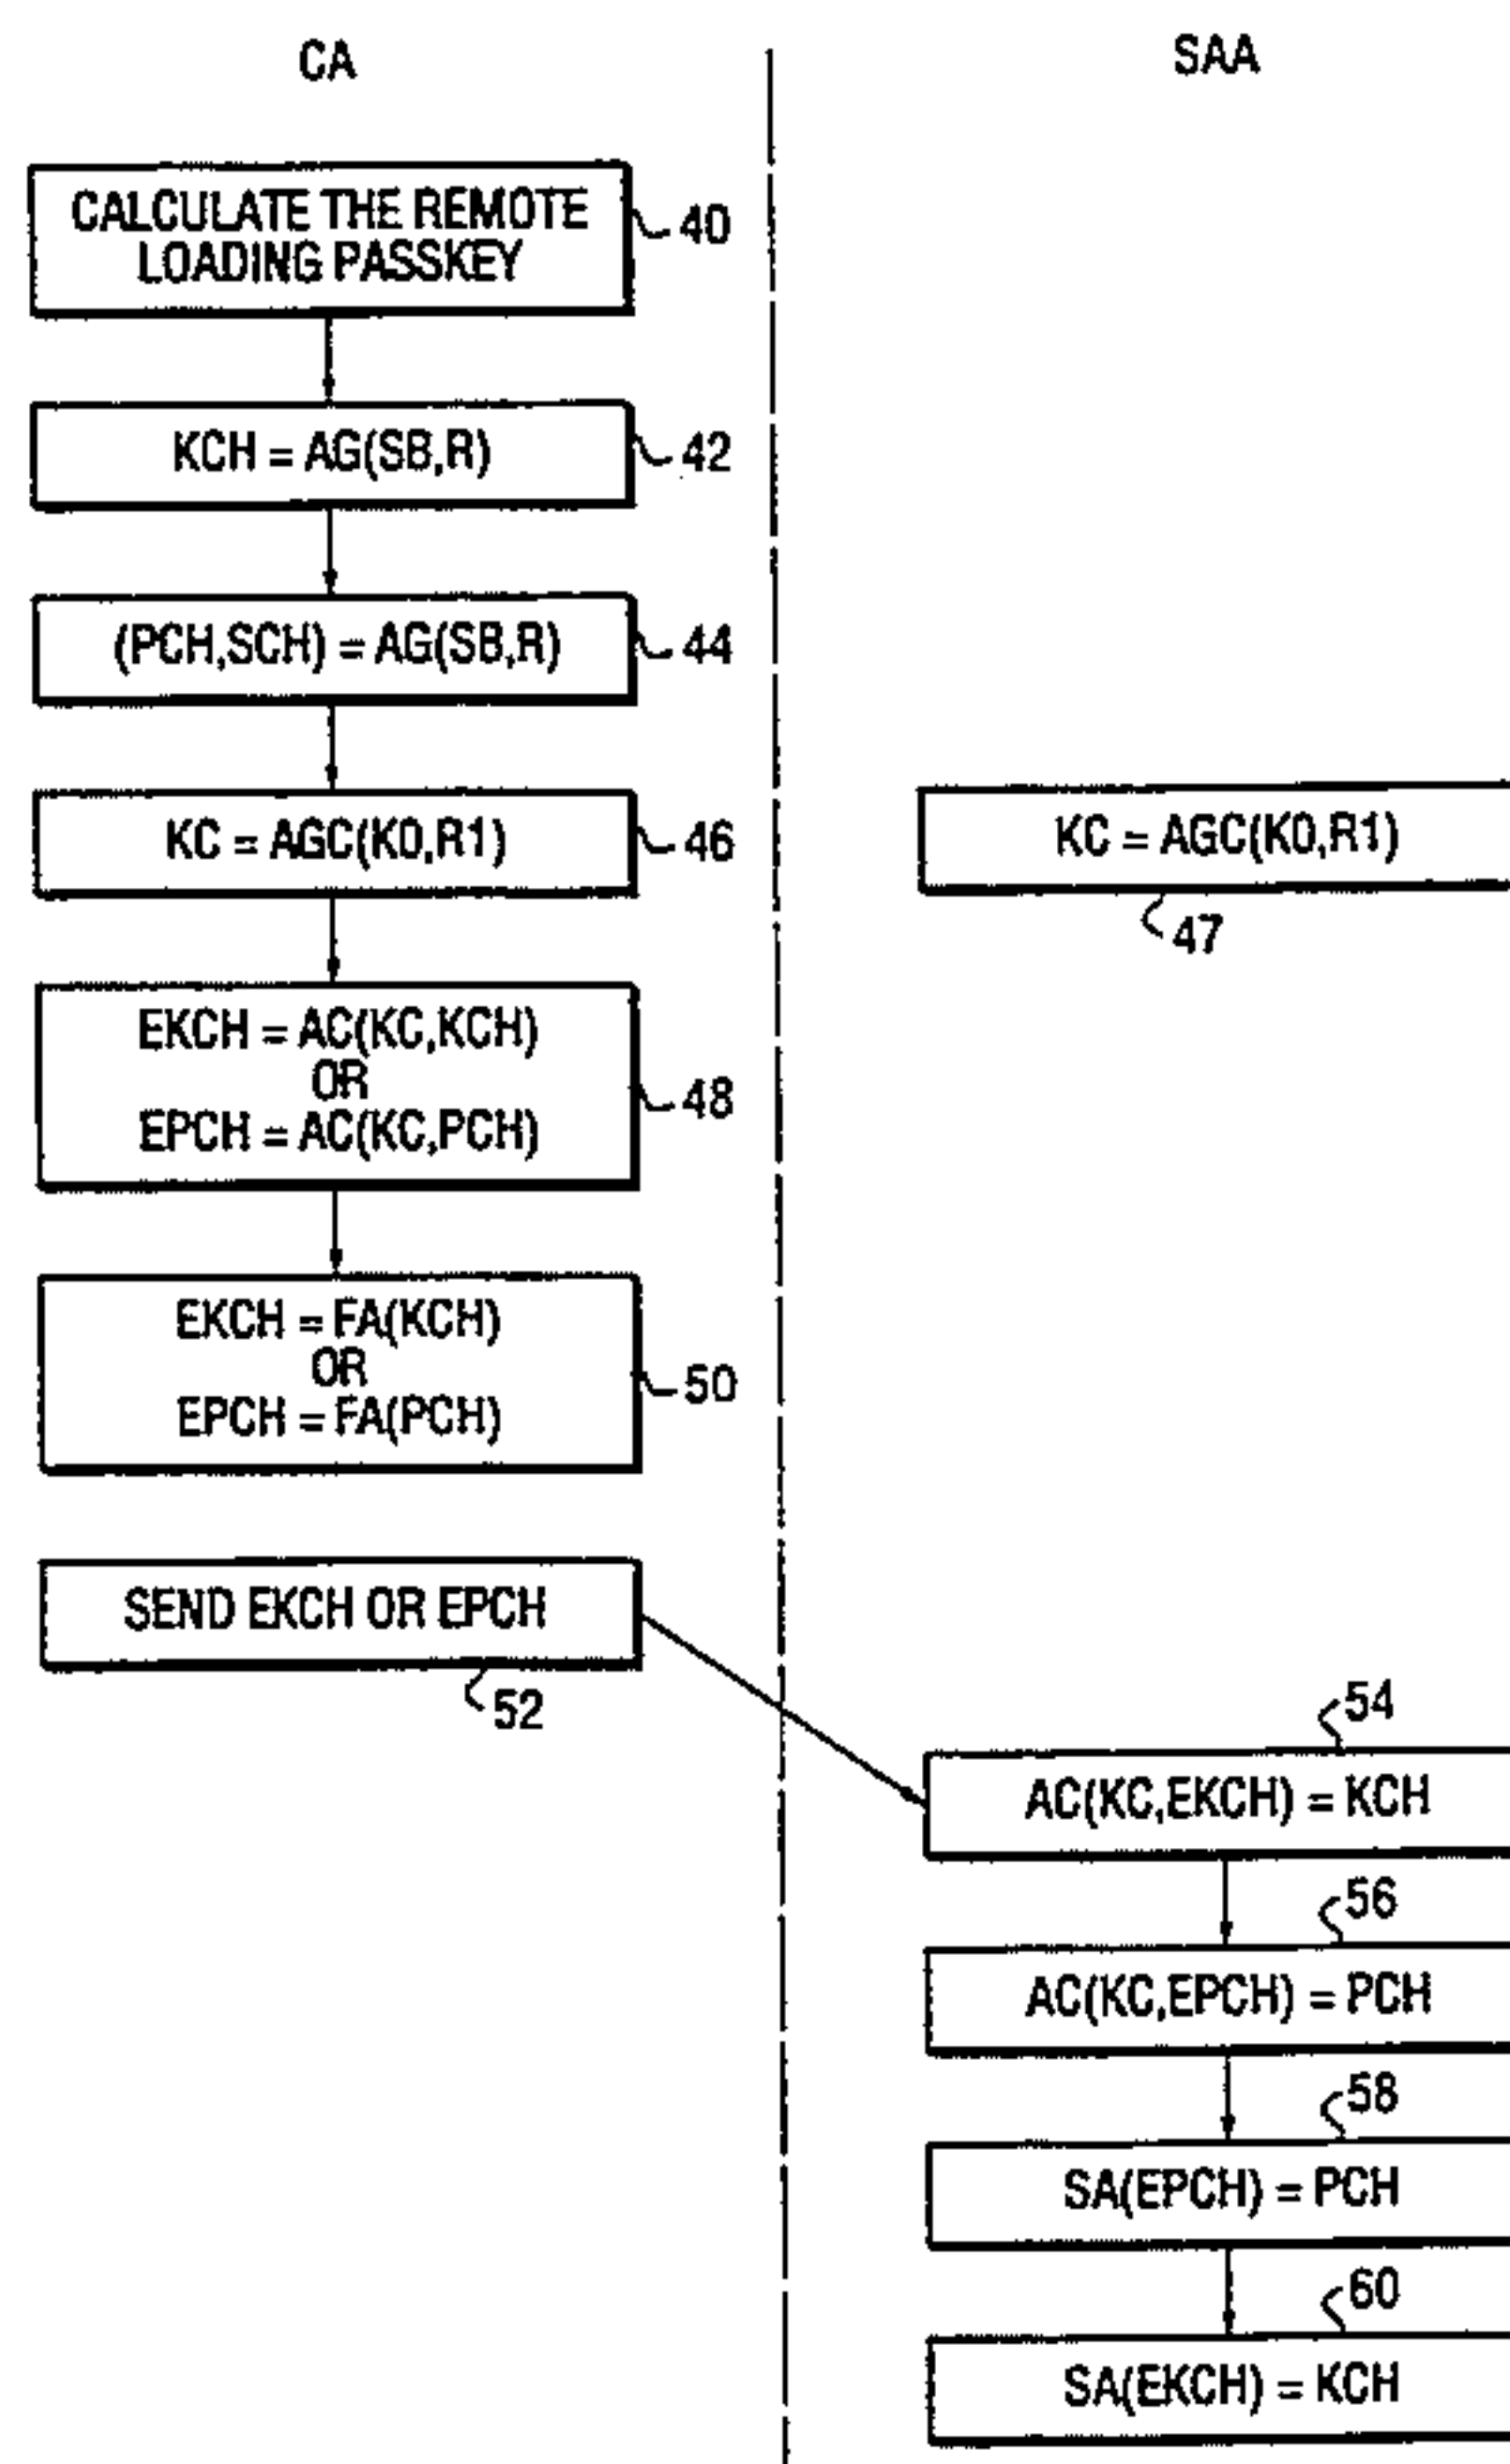 CA
SAA
CALCULATE THE REMOTE
LOADING PASSKEY
40
KCH = AG(SB,R)
42
(PCH,SCH) = AG(SB,R)
44
KC = AGC(K0,R1)
46
KC = AGC(K0,R1)
47
EKCH = AC(KC,KCH)
OR
EPCH = AC(KC,PCH)
48
EKCH = FA(KCH)
OR
EPCH = FA(PCH)
50
SEND EKCH OR EPCH
52
54
AC(KC,EKCH) = KCH
56
AC(KC,EPCH) = PCH
58
SA(EPCH) = PCH
60
SA(EKCH) = KCH